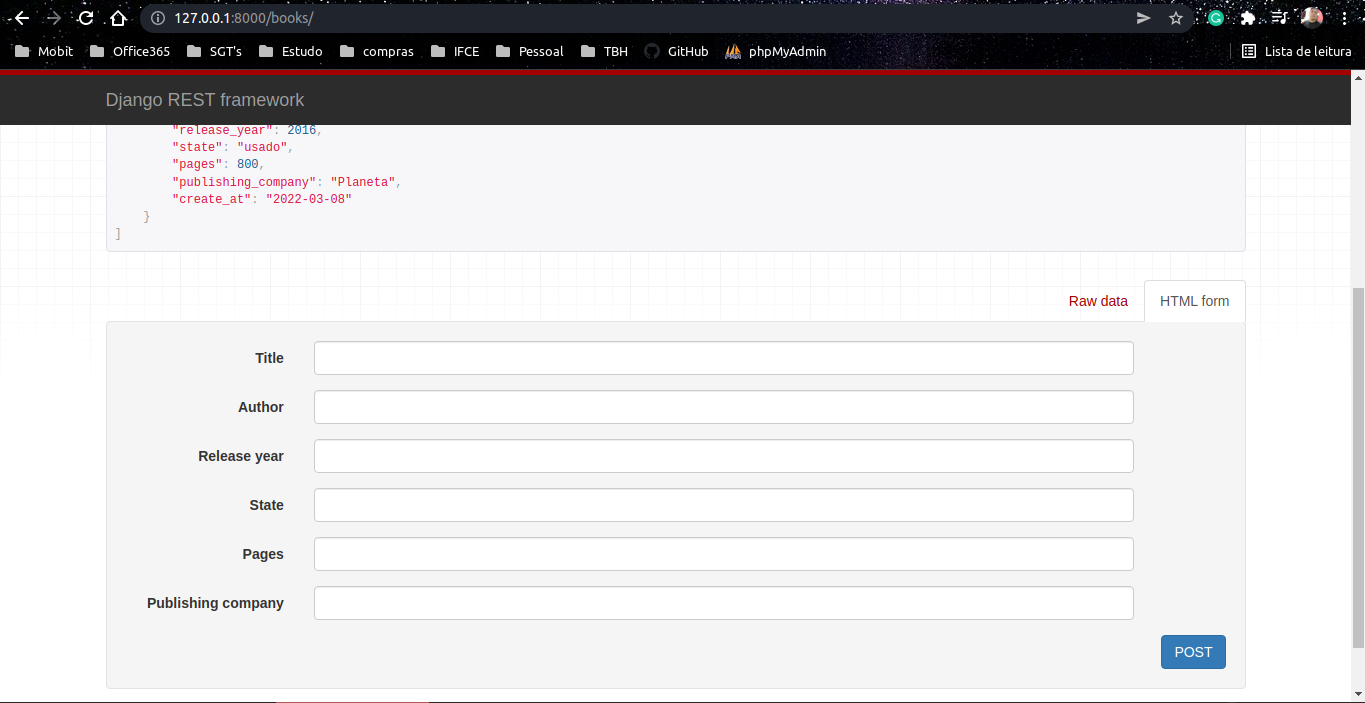 127.0.0.1:8000/books/
Mobit Office365 SGT's Estudo compras IFCE Pessoal TBH GitHub phpMyAdmin Lista de leitura
Django REST framework
"release_year": 2016,
"state": "usado",
"pages": 800,
"publishing_company": "Planeta",
"create_at": "2022-03-08"
}
]
Raw data HTML form
Title
Author
Release year
State
Pages
Publishing company
POST